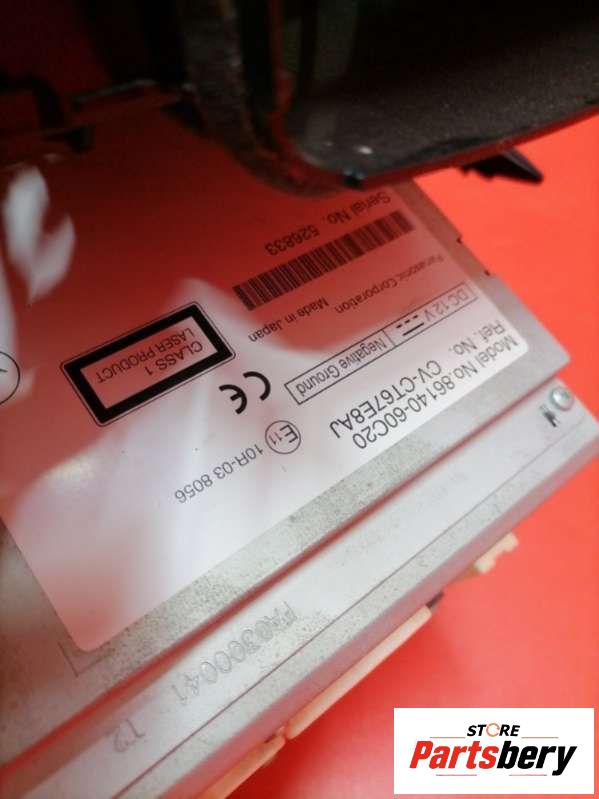 Model No.86140-60C20
Ref. No. CV-CT67E8AJ
DC12V Negative Ground
Panasonic Corporation Made in Japan
Serial No. 526833
CLASS 1
LASER PRODUCT
CE
E11 10R-03 8056
12
STORE
Partsbery